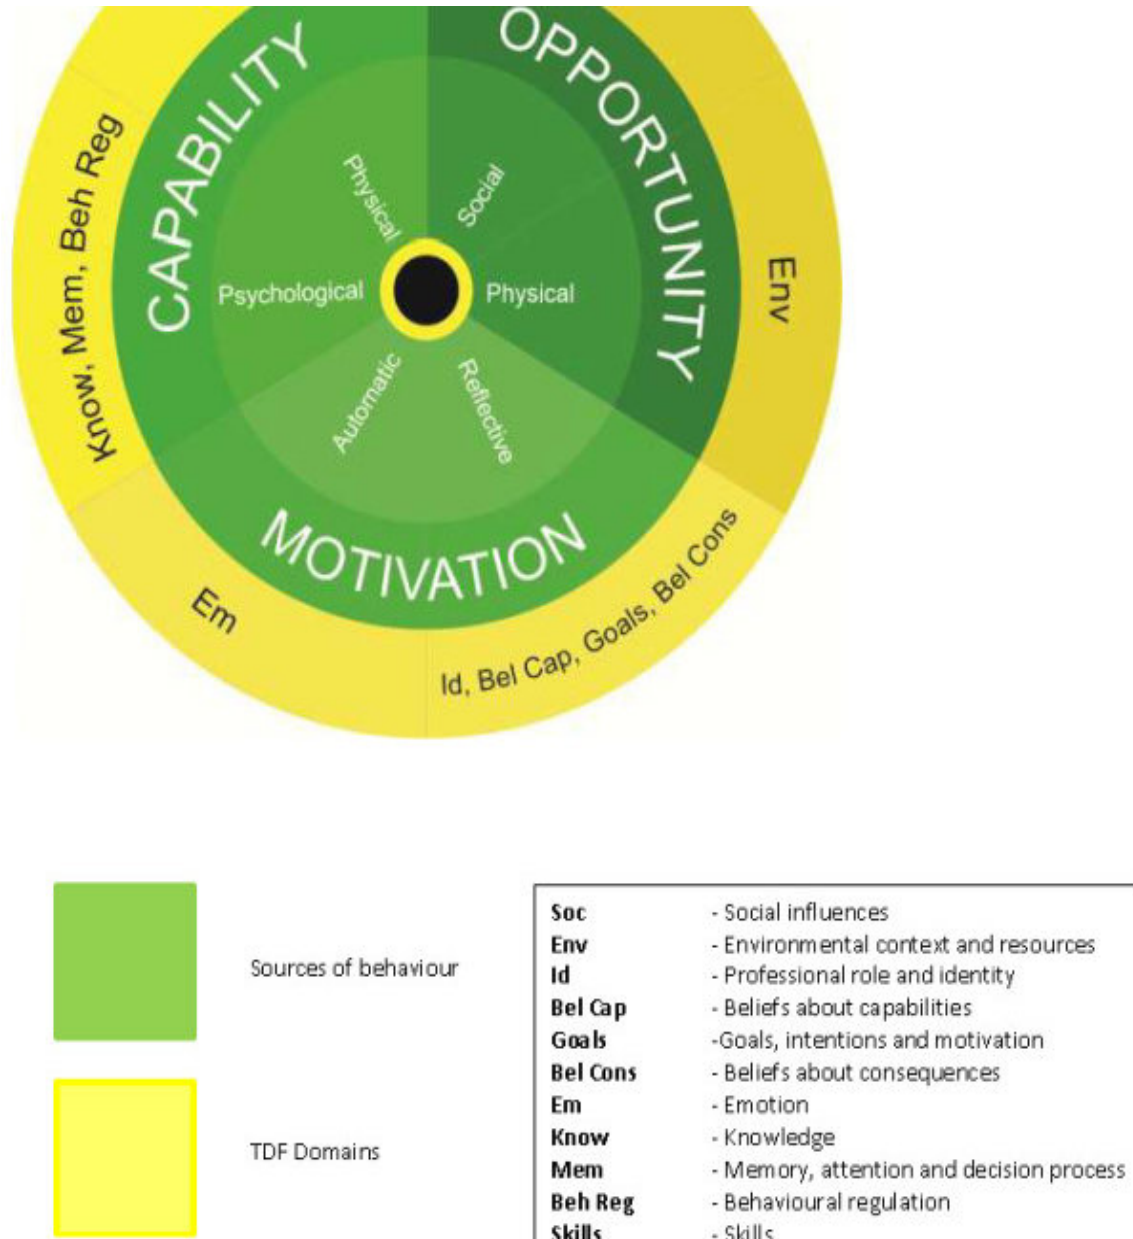 CAPABILITY
OPPORTUNITY
MOTIVATION
Physical
Social
Psychological
Physical
Automatic
Reflective
Know, Mem, Beh Reg
Env
Em
Id, Bel Cap, Goals, Bel Cons
Sources of behaviour
TDF Domains
Soc - Social influences
Env - Environmental context and resources
Id - Professional role and identity
Bel Cap - Beliefs about capabilities
Goals -Goals, intentions and motivation
Bel Cons - Beliefs about consequences
Em - Emotion
Know - Knowledge
Mem - Memory, attention and decision process
Beh Reg - Behavioural regulation
Skills - Skills